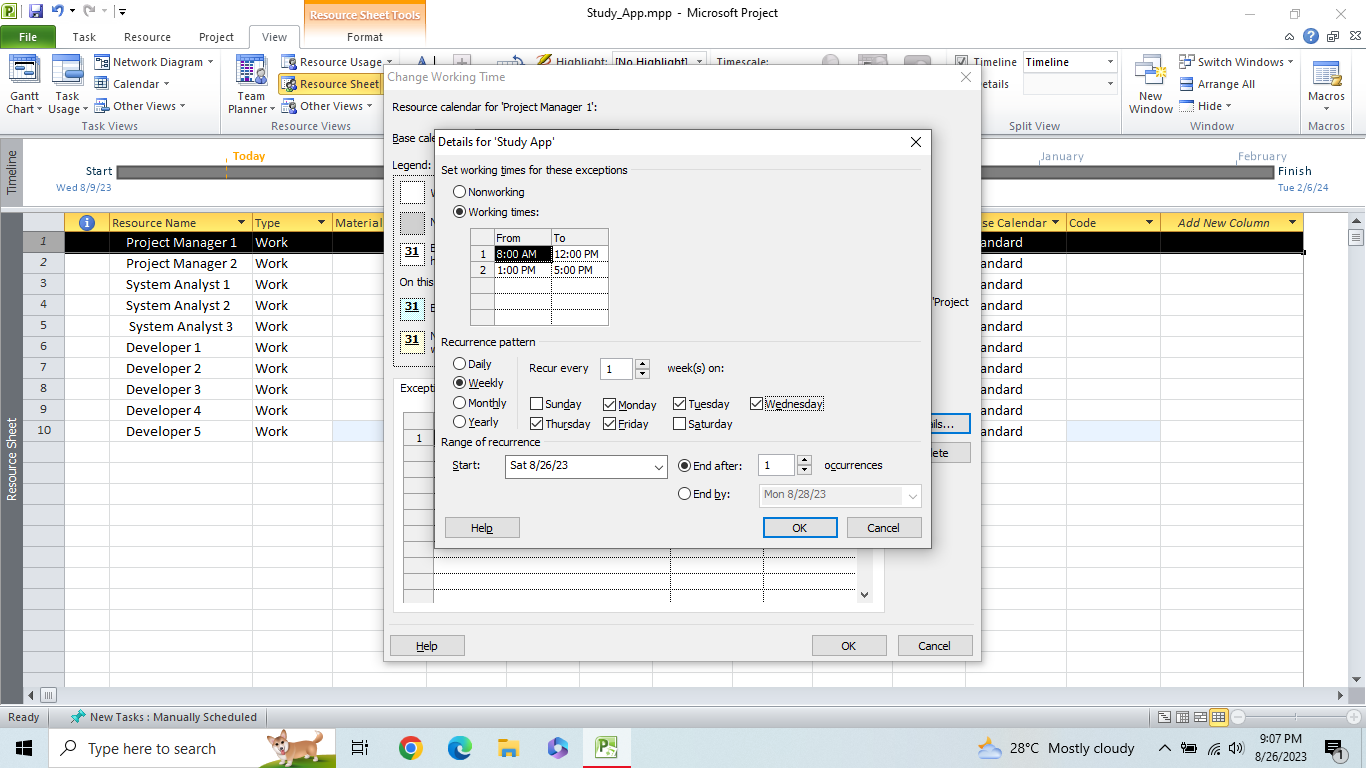 Resource Sheet Tools
Study_App.mpp - Microsoft Project
File Task Resource Project View Format
Gantt Chart
Task Usage
Network Diagram
Calendar
Other Views
Task Views
Team Planner
Resource Usage
Resource Sheet
Other Views
Resource Views
Highlight: [No Highlight]
Timescale:
Timeline Timeline
etails
Split View
New Window
Switch Windows
Arrange All
Hide
Window
Macros
Macros
Timeline
Today
January
February
Start
Wed 8/9/23
Finish
Tue 2/6/24
Resource Sheet
Resource Name Type Material
se Calendar Code Add New Column
1 Project Manager 1 Work andard
2 Project Manager 2 Work andard
3 System Analyst 1 Work andard
4 System Analyst 2 Work andard
5 System Analyst 3 Work andard
6 Developer 1 Work andard
7 Developer 2 Work andard
8 Developer 3 Work andard
9 Developer 4 Work andard
10 Developer 5 Work andard
Change Working Time
Resource calendar for 'Project Manager 1':
Base cale
Legend:
31
On this
31
31
'Project
Excepti
1
ils...
ete
Help OK Cancel
Details for 'Study App'
Set working times for these exceptions
Nonworking
Working times:
From To
1 8:00 AM 12:00 PM
2 1:00 PM 5:00 PM
Recurrence pattern
Daily
Weekly
Monthly
Yearly
Recur every 1 week(s) on:
Sunday Monday Tuesday Wednesday
Thursday Friday Saturday
Range of recurrence
Start: Sat 8/26/23
End after: 1 occurrences
End by: Mon 8/28/23
Help OK Cancel
Ready New Tasks : Manually Scheduled
Type here to search
28°C Mostly cloudy
9:07 PM
8/26/2023
1